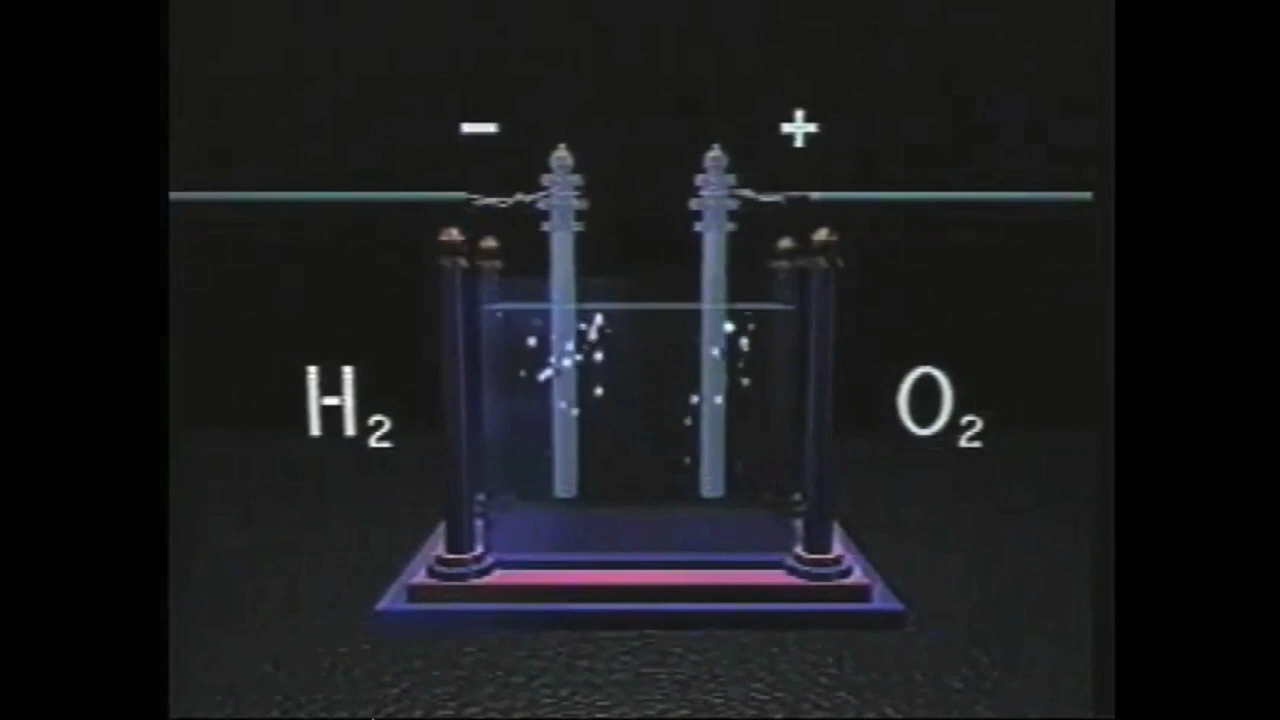 - +
H₂ O₂